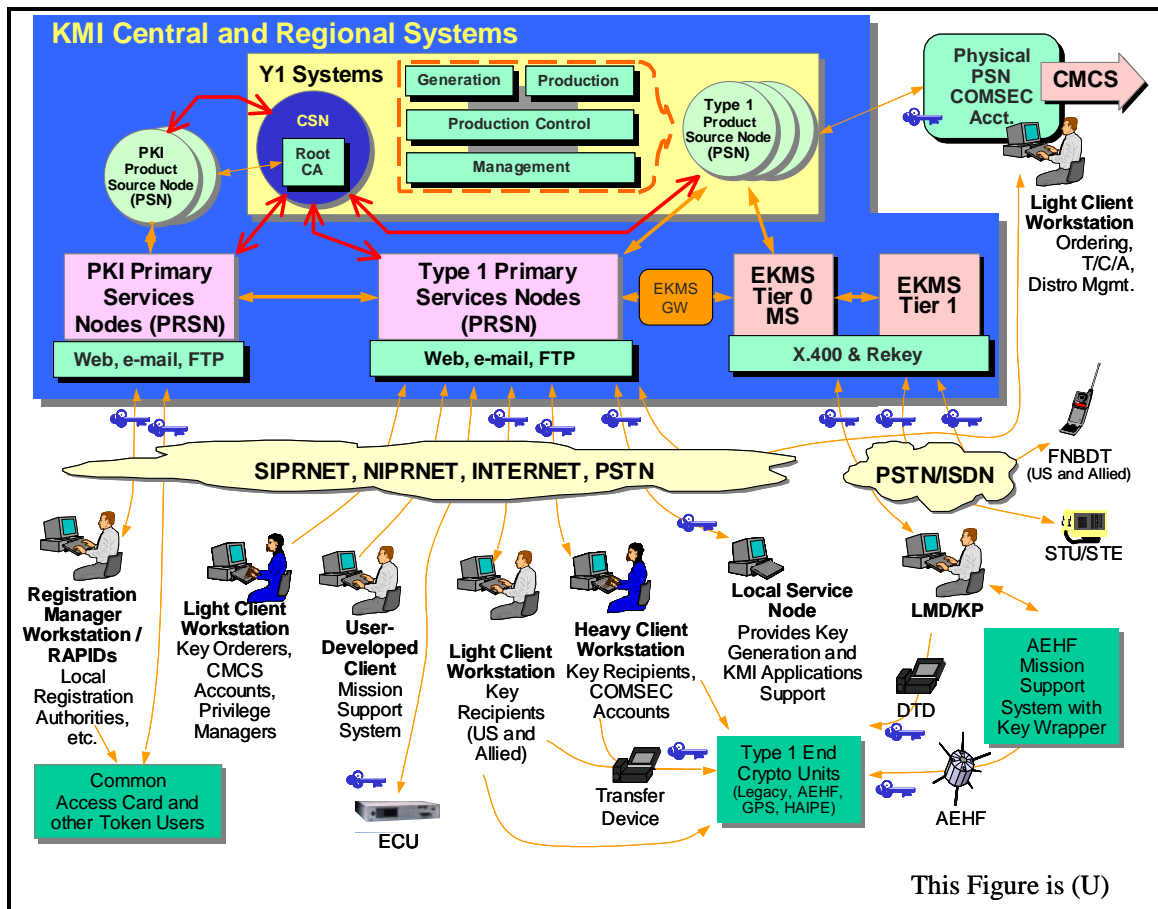 KMI Central and Regional Systems
Y1 Systems
Generation
Production
Production Control
Management
CSN
Root
CA
PKI
Product
Source Node
(PSN)
Type 1
Product
Source Node
(PSN)
Physical
PSN
COMSEC
Acct.
CMCS
Light Client
Workstation
Ordering,
T/C/A,
Distro Mgmt.
PKI Primary
Services
Nodes (PRSN)
Web, e-mail, FTP
Type 1 Primary
Services Nodes
(PRSN)
Web, e-mail, FTP
EKMS
GW
EKMS
Tier 0
MS
EKMS
Tier 1
X.400 & Rekey
SIPRNET, NIPRNET, INTERNET, PSTN
PSTN/ISDN
FNBDT
(US and Allied)
STU/STE
Registration
Manager
Workstation /
RAPIDs
Local
Registration
Authorities,
etc.
Light Client
Workstation
Key Orderers,
CMCS
Accounts,
Privilege
Managers
User-
Developed
Client
Mission
Support
System
Light Client
Workstation
Key
Recipients
(US and
Allied)
Heavy Client
Workstation
Key Recipients,
COMSEC
Accounts
Local Service
Node
Provides Key
Generation and
KMI Applications
Support
LMD/KP
DTD
AEHF
Mission
Support
System with
Key Wrapper
Common
Access Card and
other Token Users
ECU
Transfer
Device
Type 1 End
Crypto Units
(Legacy, AEHF,
GPS, HAIPE)
AEHF
This Figure is (U)